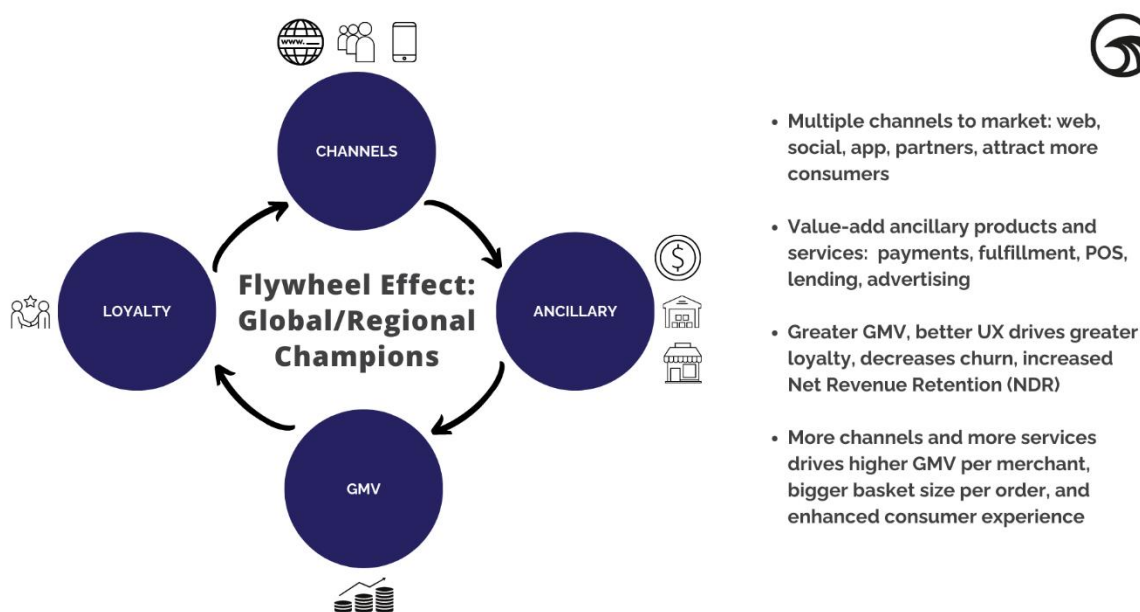 www.
CHANNELS
LOYALTY
Flywheel Effect:
Global/Regional
Champions
ANCILLARY
GMV
• Multiple channels to market: web,
social, app, partners, attract more
consumers
• Value-add ancillary products and
services: payments, fulfillment, POS,
lending, advertising
• Greater GMV, better UX drives greater
loyalty, decreases churn, increased
Net Revenue Retention (NDR)
• More channels and more services
drives higher GMV per merchant,
bigger basket size per order, and
enhanced consumer experience